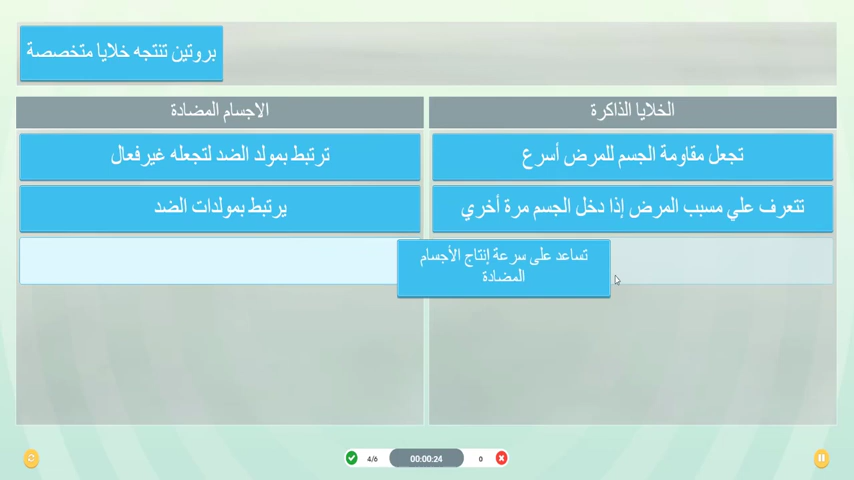 بروتين تنتجه خلايا متخصصة
الخلايا الذاكرة
الاجسام المضادة
تجعل مقاومة الجسم للمرض أسرع
ترتبط بمولد الضد لتجعله غيرفعال
تتعرف علي مسبب المرض إذا دخل الجسم مرة أخري
يرتبط بمولدات الضد
تساعد على سرعة إنتاج الأجسام
المضادة
4/6
00:00:24
0